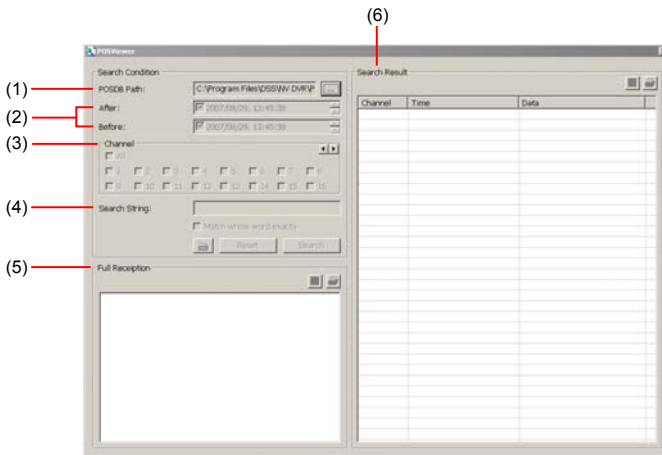 (6)
POSViewer
Search Condition
(1) POSDB Path: C:\Program Files\DSS\NV DVR\P ...
(2) After: 2007/08/29, 12:45:38
Before: 2007/08/29, 12:45:38
(3) Channel
All
1 2 3 4 5 6 7 8
9 10 11 12 13 14 15 16
(4) Search String:
Match whole word exactly
Reset Search
(5) Full Receiption
Search Result
Channel Time Data